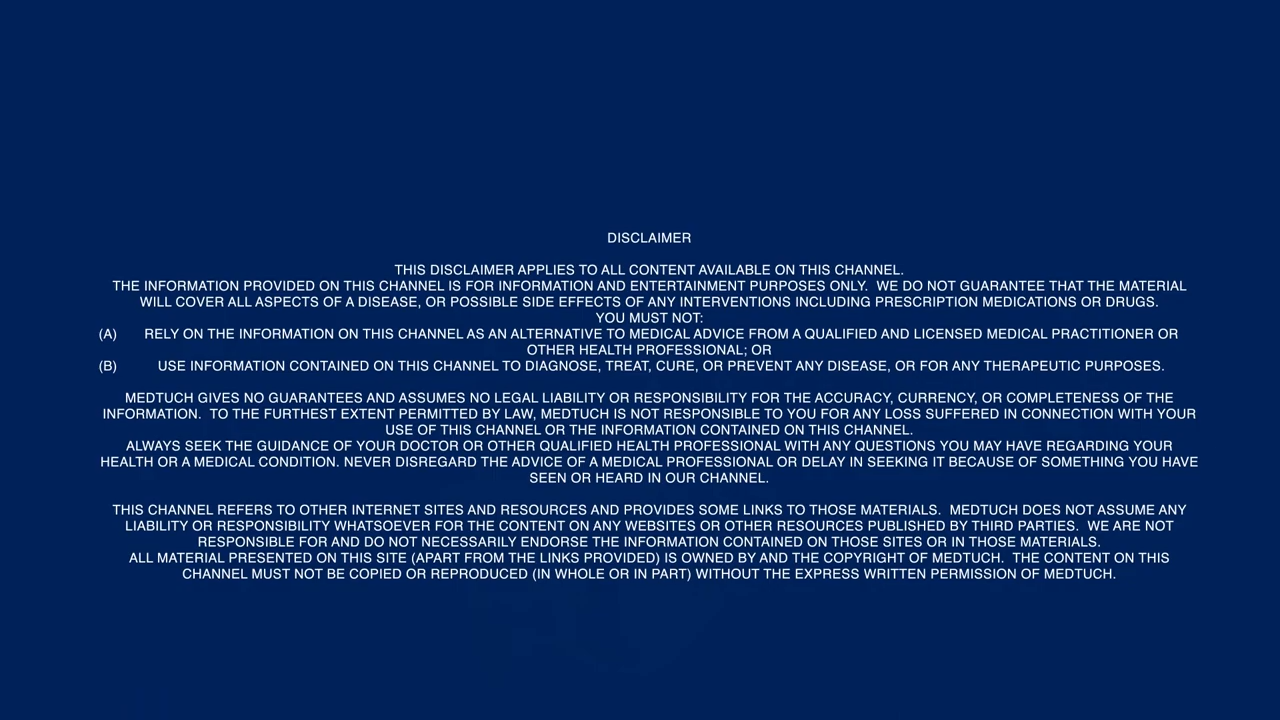 DISCLAIMER
THIS DISCLAIMER APPLIES TO ALL CONTENT AVAILABLE ON THIS CHANNEL.
THE INFORMATION PROVIDED ON THIS CHANNEL IS FOR INFORMATION AND ENTERTAINMENT PURPOSES ONLY.  WE DO NOT GUARANTEE THAT THE MATERIAL
WILL COVER ALL ASPECTS OF A DISEASE, OR POSSIBLE SIDE EFFECTS OF ANY INTERVENTIONS INCLUDING PRESCRIPTION MEDICATIONS OR DRUGS.
YOU MUST NOT:
(A) RELY ON THE INFORMATION ON THIS CHANNEL AS AN ALTERNATIVE TO MEDICAL ADVICE FROM A QUALIFIED AND LICENSED MEDICAL PRACTITIONER OR
OTHER HEALTH PROFESSIONAL; OR
(B) USE INFORMATION CONTAINED ON THIS CHANNEL TO DIAGNOSE, TREAT, CURE, OR PREVENT ANY DISEASE, OR FOR ANY THERAPEUTIC PURPOSES.
MEDTUCH GIVES NO GUARANTEES AND ASSUMES NO LEGAL LIABILITY OR RESPONSIBILITY FOR THE ACCURACY, CURRENCY, OR COMPLETENESS OF THE
INFORMATION.  TO THE FURTHEST EXTENT PERMITTED BY LAW, MEDTUCH IS NOT RESPONSIBLE TO YOU FOR ANY LOSS SUFFERED IN CONNECTION WITH YOUR
USE OF THIS CHANNEL OR THE INFORMATION CONTAINED ON THIS CHANNEL.
ALWAYS SEEK THE GUIDANCE OF YOUR DOCTOR OR OTHER QUALIFIED HEALTH PROFESSIONAL WITH ANY QUESTIONS YOU MAY HAVE REGARDING YOUR
HEALTH OR A MEDICAL CONDITION. NEVER DISREGARD THE ADVICE OF A MEDICAL PROFESSIONAL OR DELAY IN SEEKING IT BECAUSE OF SOMETHING YOU HAVE
SEEN OR HEARD IN OUR CHANNEL.
THIS CHANNEL REFERS TO OTHER INTERNET SITES AND RESOURCES AND PROVIDES SOME LINKS TO THOSE MATERIALS.  MEDTUCH DOES NOT ASSUME ANY
LIABILITY OR RESPONSIBILITY WHATSOEVER FOR THE CONTENT ON ANY WEBSITES OR OTHER RESOURCES PUBLISHED BY THIRD PARTIES.  WE ARE NOT
RESPONSIBLE FOR AND DO NOT NECESSARILY ENDORSE THE INFORMATION CONTAINED ON THOSE SITES OR IN THOSE MATERIALS.
ALL MATERIAL PRESENTED ON THIS SITE (APART FROM THE LINKS PROVIDED) IS OWNED BY AND THE COPYRIGHT OF MEDTUCH.  THE CONTENT ON THIS
CHANNEL MUST NOT BE COPIED OR REPRODUCED (IN WHOLE OR IN PART) WITHOUT THE EXPRESS WRITTEN PERMISSION OF MEDTUCH.